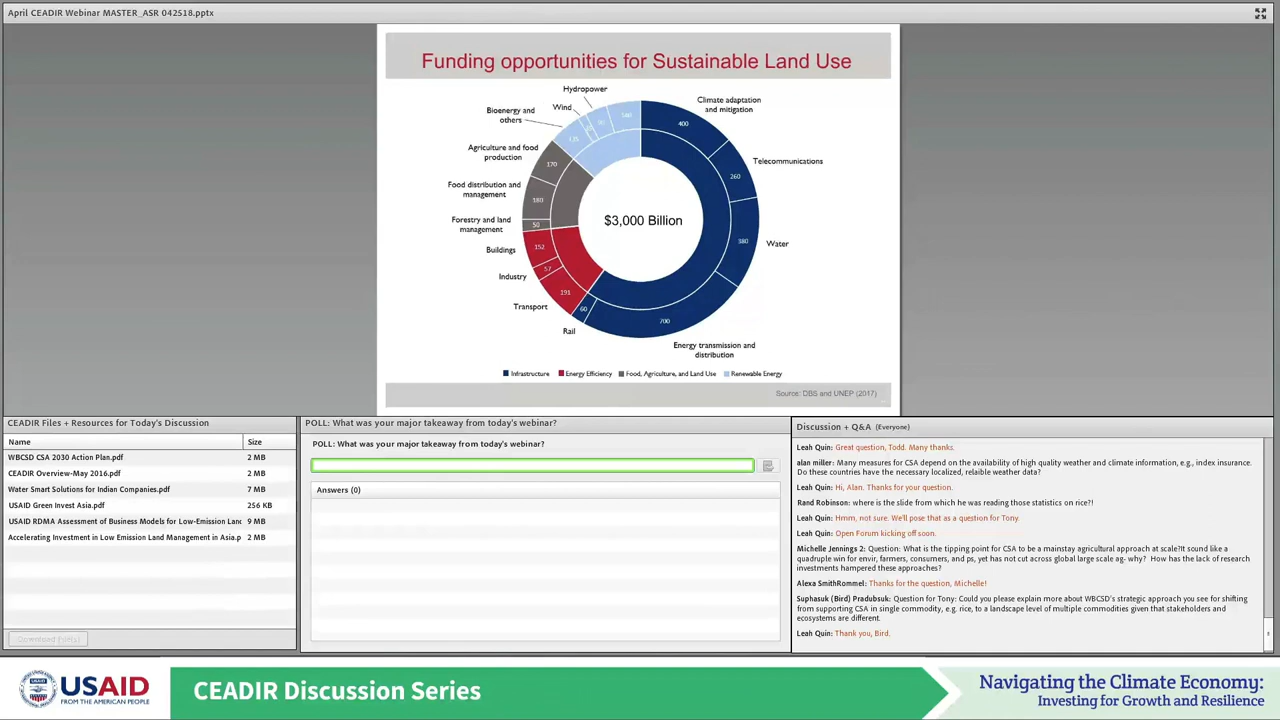 April CEADIR Webinar MASTER_ASR 042518.pptx
Funding opportunities for Sustainable Land Use
Hydropower
Wind
Bioenergy and
others
Agriculture and food
production
Food distribution and
management
Forestry and land
management
Buildings
Industry
Transport
Rail
Climate adaptation
and mitigation
Telecommunications
Water
Energy transmission and
distribution
400
260
380
700
60
191
57
152
50
180
170
125
$3,000 Billion
Infrastructure
Energy Efficiency
Food, Agriculture, and Land Use
Renewable Energy
Source: DBS and UNEP (2017)
CEADIR Files + Resources for Today's Discussion
Name Size
WBCSD CSA 2030 Action Plan.pdf 2 MB
CEADIR Overview-May 2016.pdf 2 MB
Water Smart Solutions for Indian Companies.pdf 7 MB
USAID Green Invest Asia.pdf 256 KB
USAID RDMA Assessment of Business Models for Low-Emission Land 9 MB
Accelerating Investment in Low Emission Land Management in Asia.p 2 MB
Download File(s)
POLL: What was your major takeaway from today's webinar?
POLL: What was your major takeaway from today's webinar?
Answers (0)
Discussion + Q&A (Everyone)
Leah Quin: Great question, Todd. Many thanks.
alan miller: Many measures for CSA depend on the availability of high quality weather and climate information, e.g., index insurance.
Do these countries have the necessary localized, relaible weather data?
Leah Quin: Hi, Alan. Thanks for your question.
Rand Robinson: where is the slide from which he was reading those statistics on rice?!
Leah Quin: Hmm, not sure. We'll pose that as a question for Tony.
Leah Quin: Open Forum kicking off soon.
Michelle Jennings 2: Question: What is the tipping point for CSA to be a mainstay agricultural approach at scale?It sound like a
quadruple win for envir, farmers, consumers, and ps, yet has not cut across global large scale ag- why? How has the lack of research
investments hampered these approaches?
Alexa SmithRommel: Thanks for the question, Michelle!
Suphasuk (Bird) Pradubsuk: Question for Tony: Could you please explain more about WBCSD's strategic approach you see for shifting
from supporting CSA in single commodity, e.g. rice, to a landscape level of multiple commodities given that stakeholders and
ecosystems are different.
Leah Quin: Thank you, Bird.
USAID
FROM THE AMERICAN PEOPLE
CEADIR Discussion Series
Navigating the Climate Economy:
Investing for Growth and Resilience